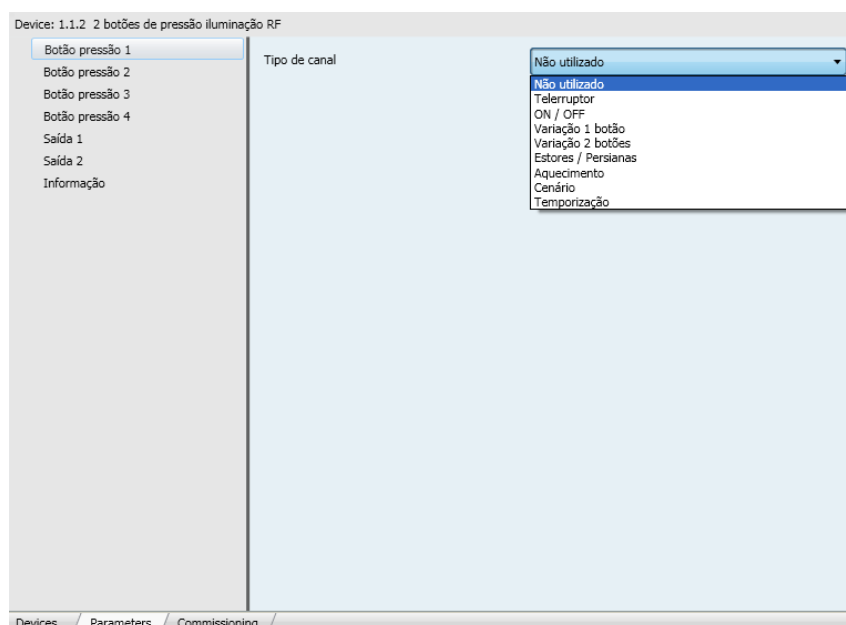 Device: 1.1.2 2 botões de pressão iluminação RF
Botão pressão 1
Botão pressão 2
Botão pressão 3
Botão pressão 4
Saída 1
Saída 2
Informação
Tipo de canal
Não utilizado
Não utilizado
Telerruptor
ON / OFF
Variação 1 botão
Variação 2 botões
Estores / Persianas
Aquecimento
Cenário
Temporização
Devices / Parameters / Commissioning /